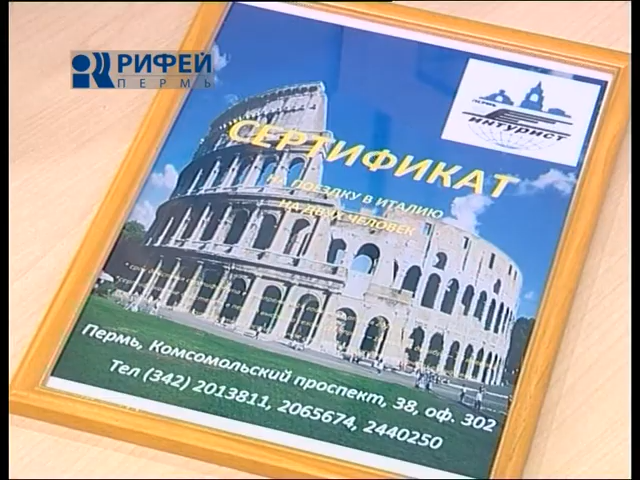 РИФЕЙ
ПЕРМЬ
ПЕРМЬ
ИНТУРИСТ
СЕРТИФИКАТ
НА ПОЕЗДКУ В ИТАЛИЮ
НА ДВУХ ЧЕЛОВЕК
Пермь, Комсомольский проспект, 38, оф. 302
Тел (342) 2013811, 2065674, 2440250